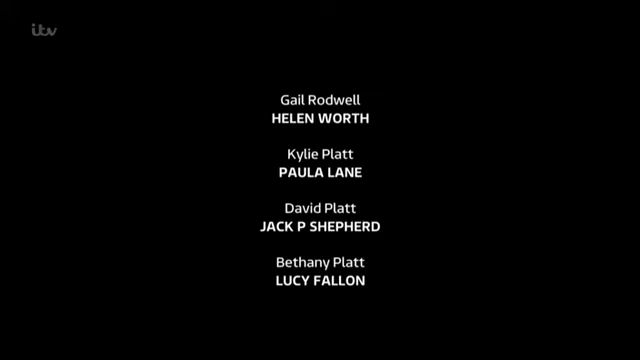 itv
Gail Rodwell
HELEN WORTH
Kylie Platt
PAULA LANE
David Platt
JACK P SHEPHERD
Bethany Platt
LUCY FALLON